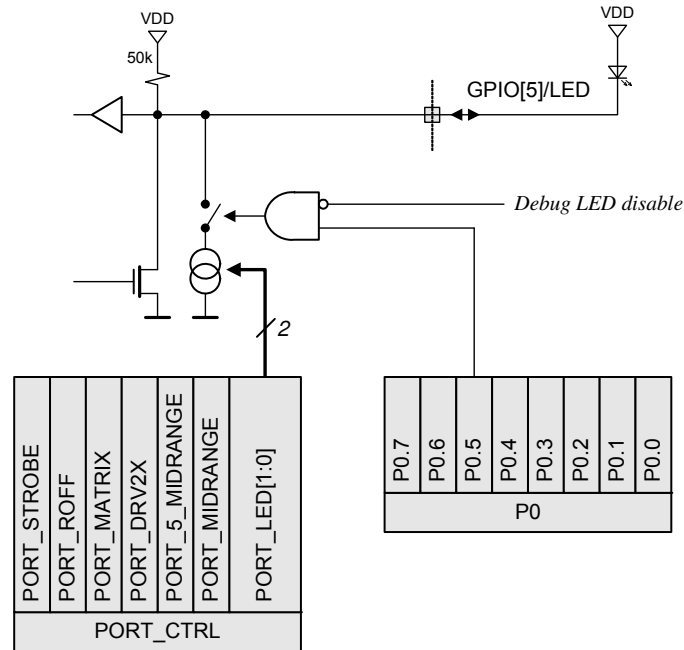 VDD
VDD
50k
GPIO[5]/LED
Debug LED disable
2
PORT_STROBE
PORT_ROFF
PORT_MATRIX
PORT_DRV2X
PORT_5_MIDRANGE
PORT_MIDRANGE
PORT_LED[1:0]
PORT_CTRL
P0.7
P0.6
P0.5
P0.4
P0.3
P0.2
P0.1
P0.0
P0